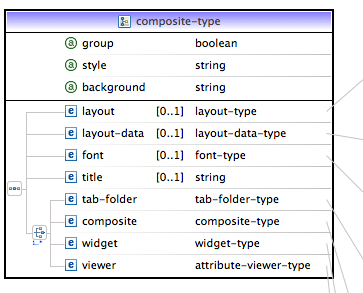 composite-type
a group boolean
a style string
a background string
e layout [0..1] layout-type
e layout-data [0..1] layout-data-type
e font [0..1] font-type
e title [0..1] string
e tab-folder tab-folder-type
e composite composite-type
e widget widget-type
e viewer attribute-viewer-type